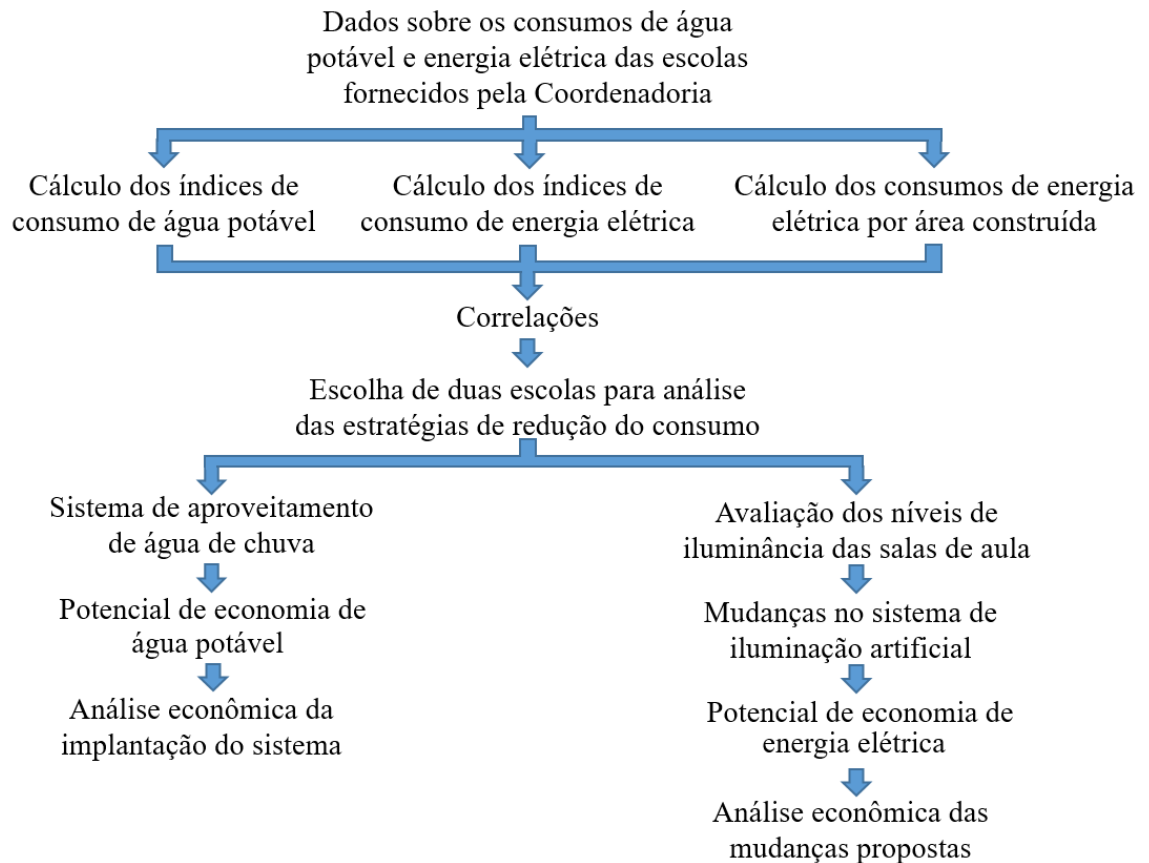 Dados sobre os consumos de água
potável e energia elétrica das escolas
fornecidos pela Coordenadoria
Cálculo dos índices de
consumo de água potável
Cálculo dos índices de
consumo de energia elétrica
Cálculo dos consumos de energia
elétrica por área construída
Correlações
Escolha de duas escolas para análise
das estratégias de redução do consumo
Sistema de aproveitamento
de água de chuva
Potencial de economia de
água potável
Análise econômica da
implantação do sistema
Avaliação dos níveis de
iluminância das salas de aula
Mudanças no sistema de
iluminação artificial
Potencial de economia de
energia elétrica
Análise econômica das
mudanças propostas